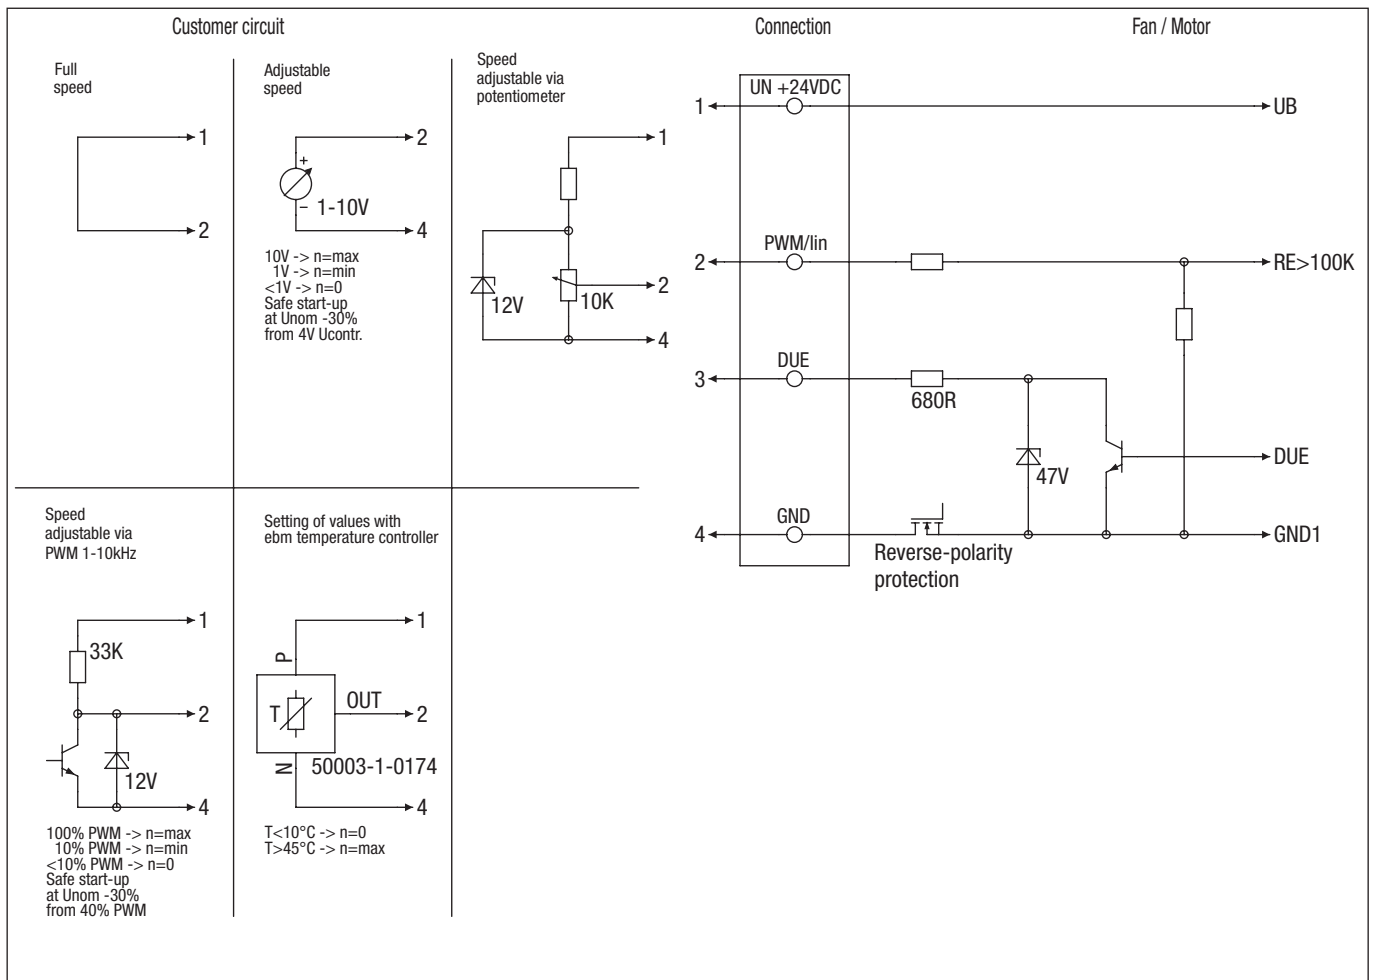 Customer circuit
Connection
Fan / Motor
Full
speed
1
2
Adjustable
speed
2
+
– 1-10V
4
10V -> n=max
1V -> n=min
<1V -> n=0
Safe start-up
at Unom -30%
from 4V Ucontr.
Speed
adjustable via
potentiometer
1
12V
10K
2
4
1
UN +24VDC
UB
2
PWM/lin
RE>100K
3
DUE
680R
47V
DUE
4
GND
Reverse-polarity
protection
GND1
Speed
adjustable via
PWM 1-10kHz
1
33K
2
12V
4
100% PWM -> n=max
10% PWM -> n=min
<10% PWM -> n=0
Safe start-up
at Unom -30%
from 40% PWM
Setting of values with
ebm temperature controller
1
P
T
OUT
2
N
50003-1-0174
4
T<10°C -> n=0
T>45°C -> n=max